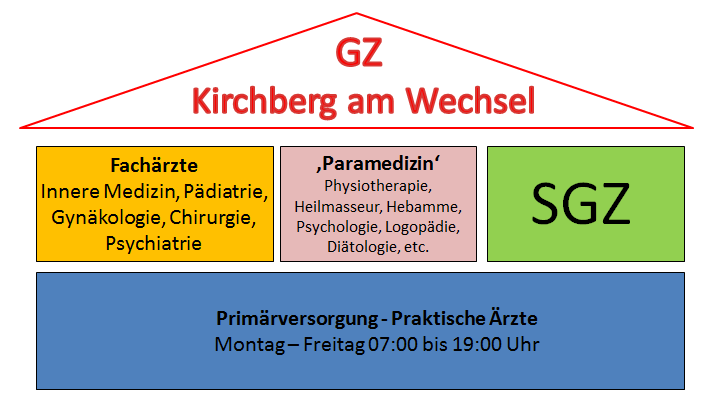 GZ
Kirchberg am Wechsel
Fachärzte
Innere Medizin, Pädiatrie,
Gynäkologie, Chirurgie,
Psychiatrie
‚Paramedizin‘
Physiotherapie,
Heilmasseur, Hebamme,
Psychologie, Logopädie,
Diätologie, etc.
SGZ
Primärversorgung - Praktische Ärzte
Montag – Freitag 07:00 bis 19:00 Uhr